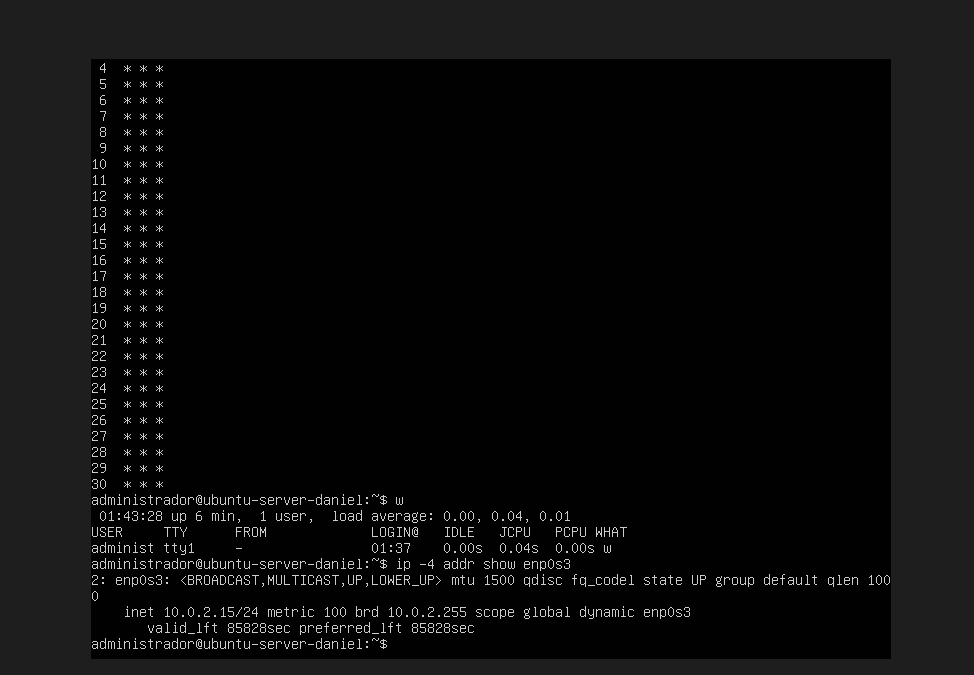 4 * * *
5 * * *
6 * * *
7 * * *
8 * * *
9 * * *
10 * * *
11 * * *
12 * * *
13 * * *
14 * * *
15 * * *
16 * * *
17 * * *
18 * * *
19 * * *
20 * * *
21 * * *
22 * * *
23 * * *
24 * * *
25 * * *
26 * * *
27 * * *
28 * * *
29 * * *
30 * * *
administrador@ubuntu-server-daniel:~$ w
01:43:28 up 6 min,  1 user,  load average: 0.00, 0.04, 0.01
USER     TTY      FROM             LOGIN@   IDLE   JCPU   PCPU WHAT
administ tty1     -                01:37    0.00s  0.04s  0.00s w
administrador@ubuntu-server-daniel:~$ ip -4 addr show enp0s3
2: enp0s3: <BROADCAST,MULTICAST,UP,LOWER_UP> mtu 1500 qdisc fq_codel state UP group default qlen 100
0
inet 10.0.2.15/24 metric 100 brd 10.0.2.255 scope global dynamic enp0s3
valid_lft 85828sec preferred_lft 85828sec
administrador@ubuntu-server-daniel:~$